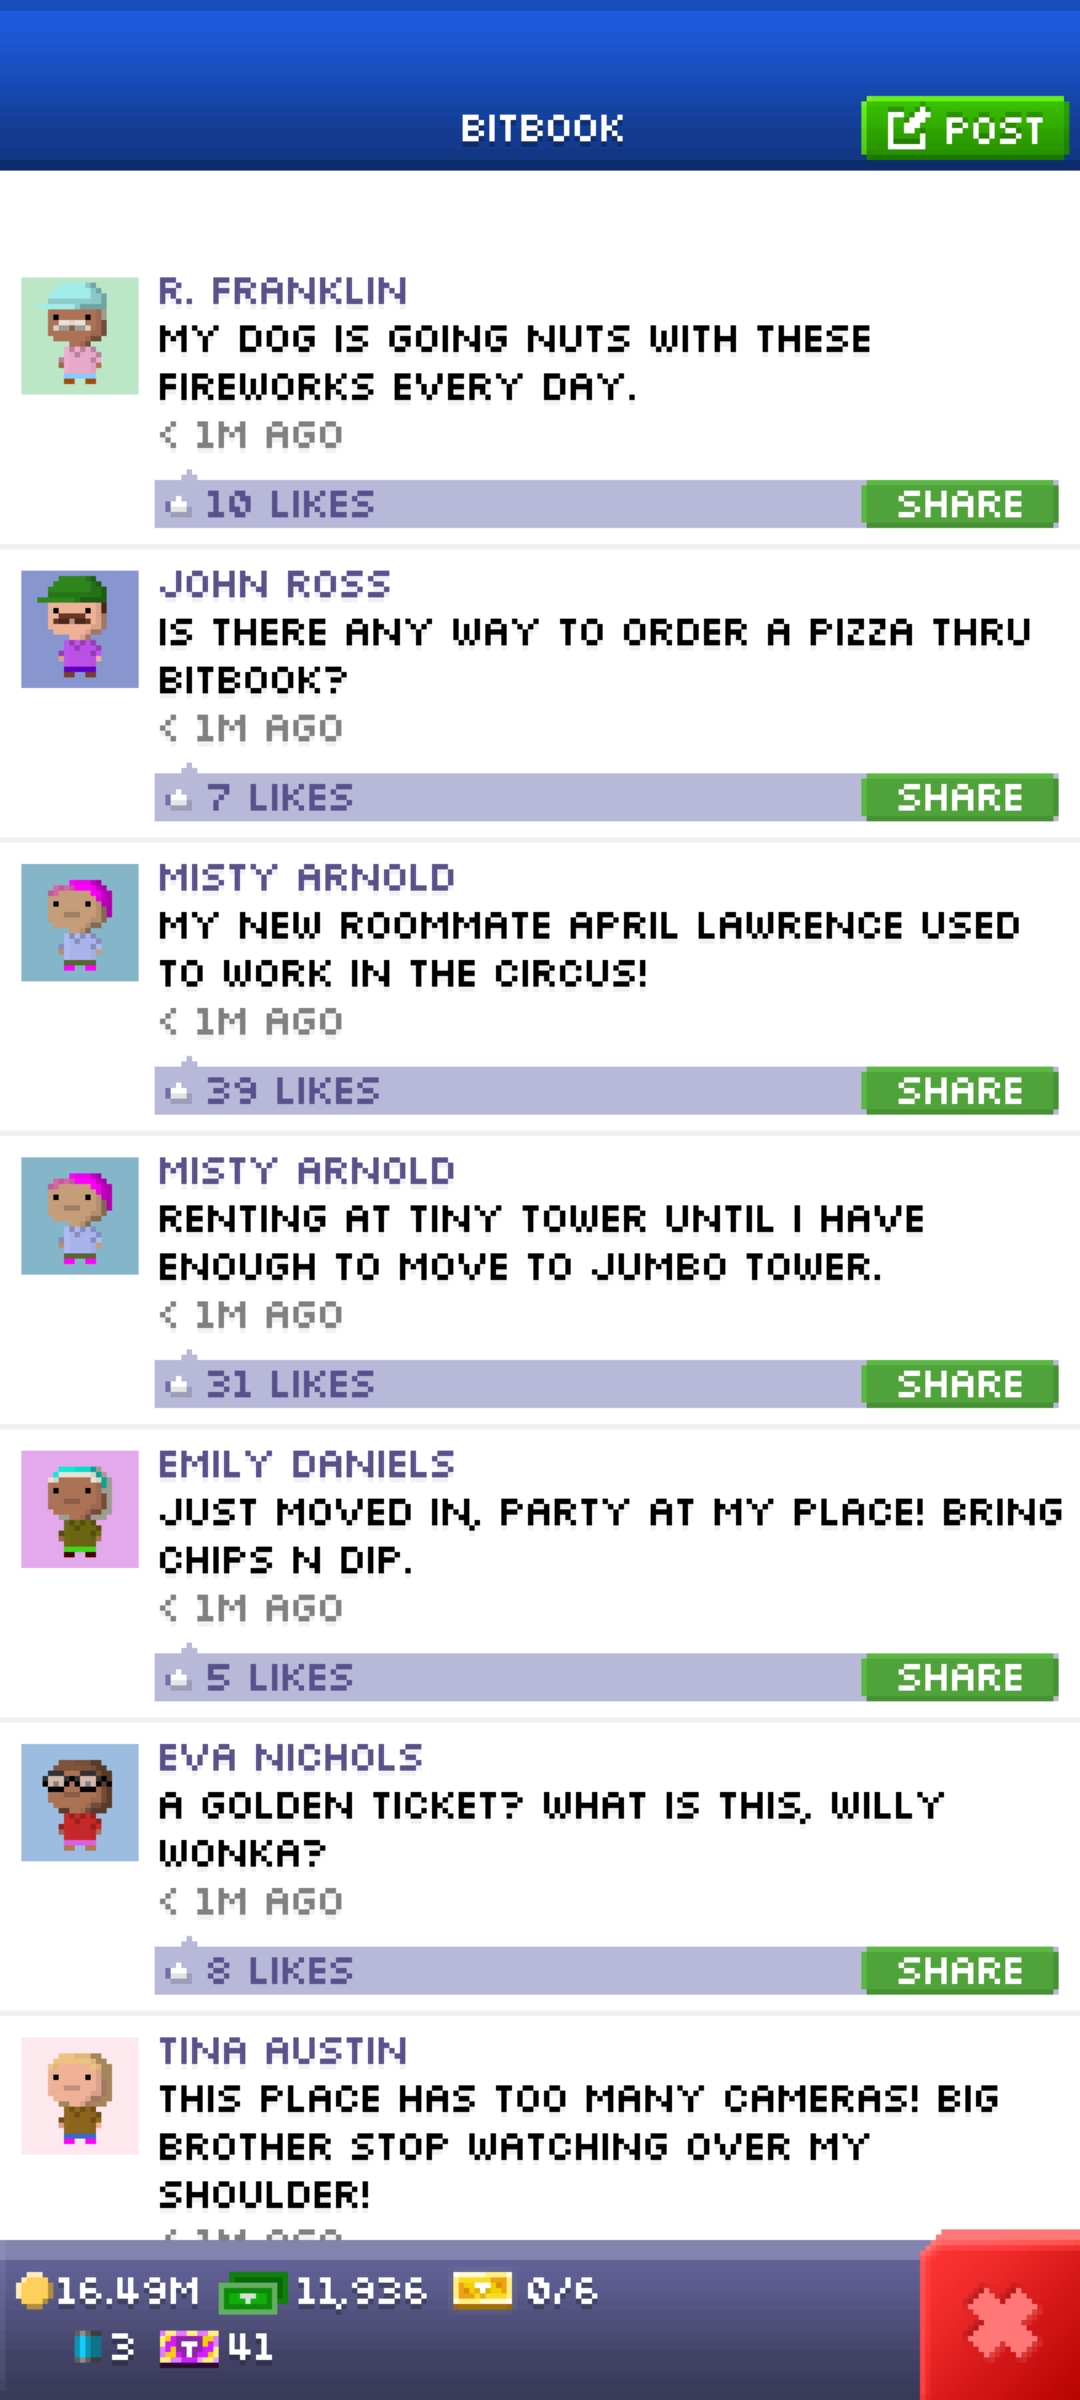 BITBOOK
POST
R. FRANKLIN
MY DOG IS GOING NUTS WITH THESE
FIREWORKS EVERY DAY.
< 1M AGO
10 LIKES
SHARE
JOHN ROSS
IS THERE ANY WAY TO ORDER A PIZZA THRU
BITBOOK?
< 1M AGO
7 LIKES
SHARE
MISTY ARNOLD
MY NEW ROOMMATE APRIL LAWRENCE USED
TO WORK IN THE CIRCUS!
< 1M AGO
39 LIKES
SHARE
MISTY ARNOLD
RENTING AT TINY TOWER UNTIL I HAVE
ENOUGH TO MOVE TO JUMBO TOWER.
< 1M AGO
31 LIKES
SHARE
EMILY DANIELS
JUST MOVED IN, PARTY AT MY PLACE! BRING
CHIPS N DIP.
< 1M AGO
5 LIKES
SHARE
EVA NICHOLS
A GOLDEN TICKET? WHAT IS THIS, WILLY
WONKA?
< 1M AGO
8 LIKES
SHARE
TINA AUSTIN
THIS PLACE HAS TOO MANY CAMERAS! BIG
BROTHER STOP WATCHING OVER MY
SHOULDER!
< 1M AGO
16.49M 11,936 0/6
3 T 41